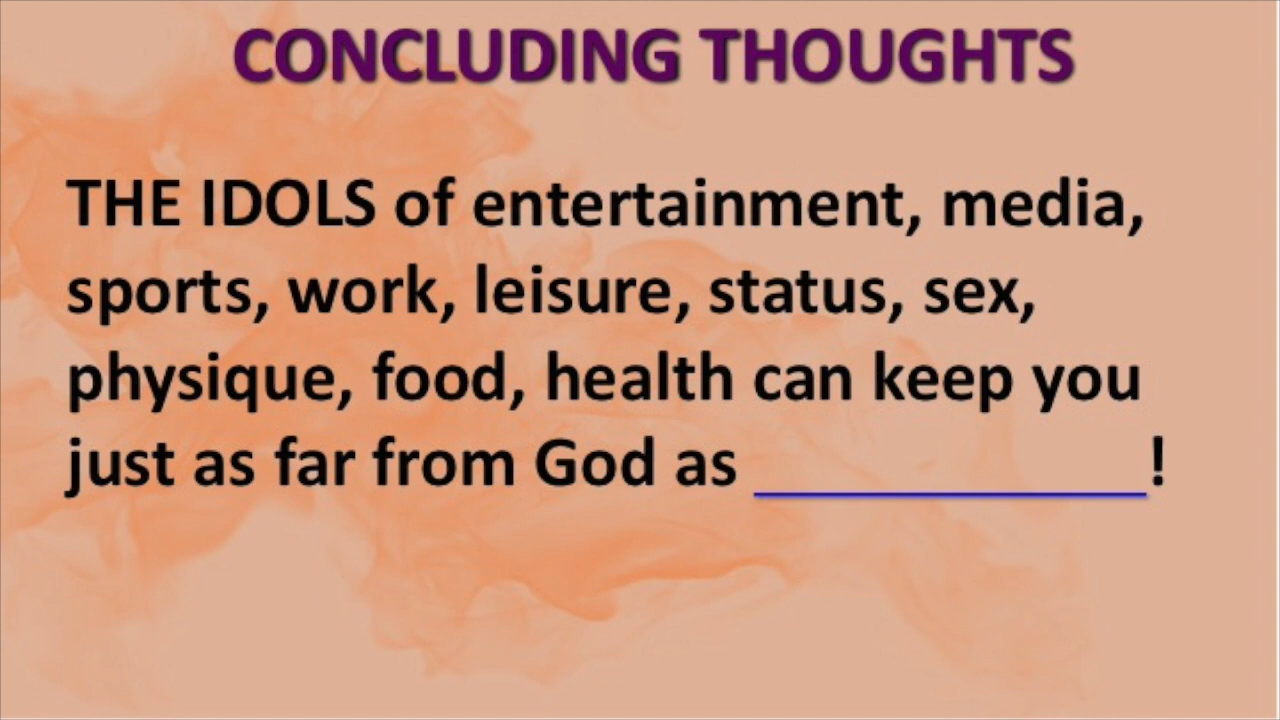 CONCLUDING THOUGHTS
THE IDOLS of entertainment, media,
sports, work, leisure, status, sex,
physique, food, health can keep you
just as far from God as ____________!